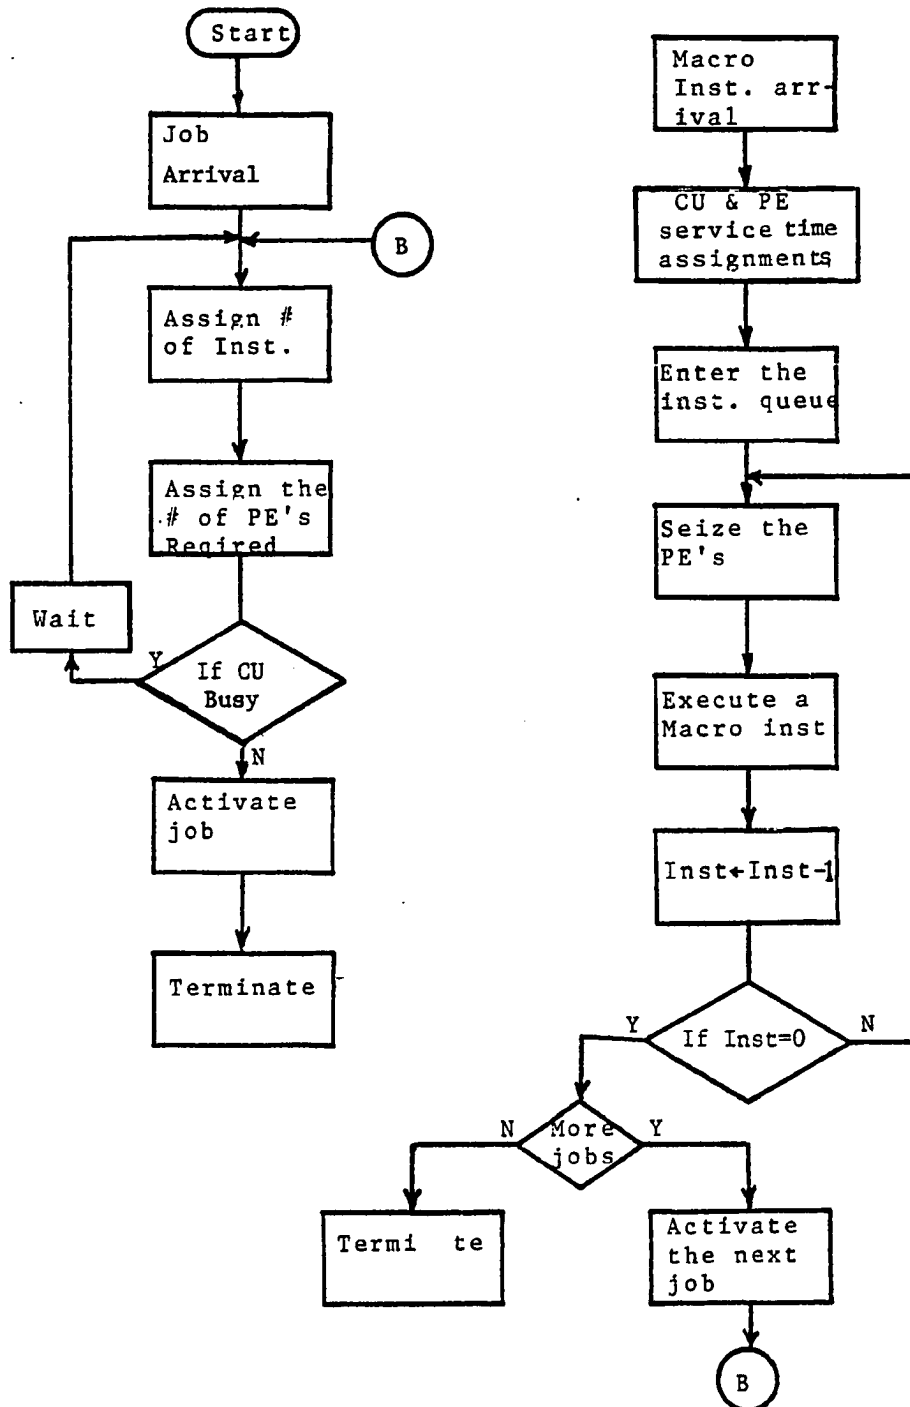 Start
Job
Arrival
B
Assign #
of Inst.
Assign the
# of PE's
Reqired
Wait
Y
If CU
Busy
N
Activate
job
Terminate
Macro
Inst. arr-
ival
CU & PE
service time
assignments
Enter the
inst. queue
Seize the
PE's
Execute a
Macro inst
Inst←Inst-1
Y
If Inst=0
N
N
More
jobs
Y
Termi te
Activate
the next
job
B